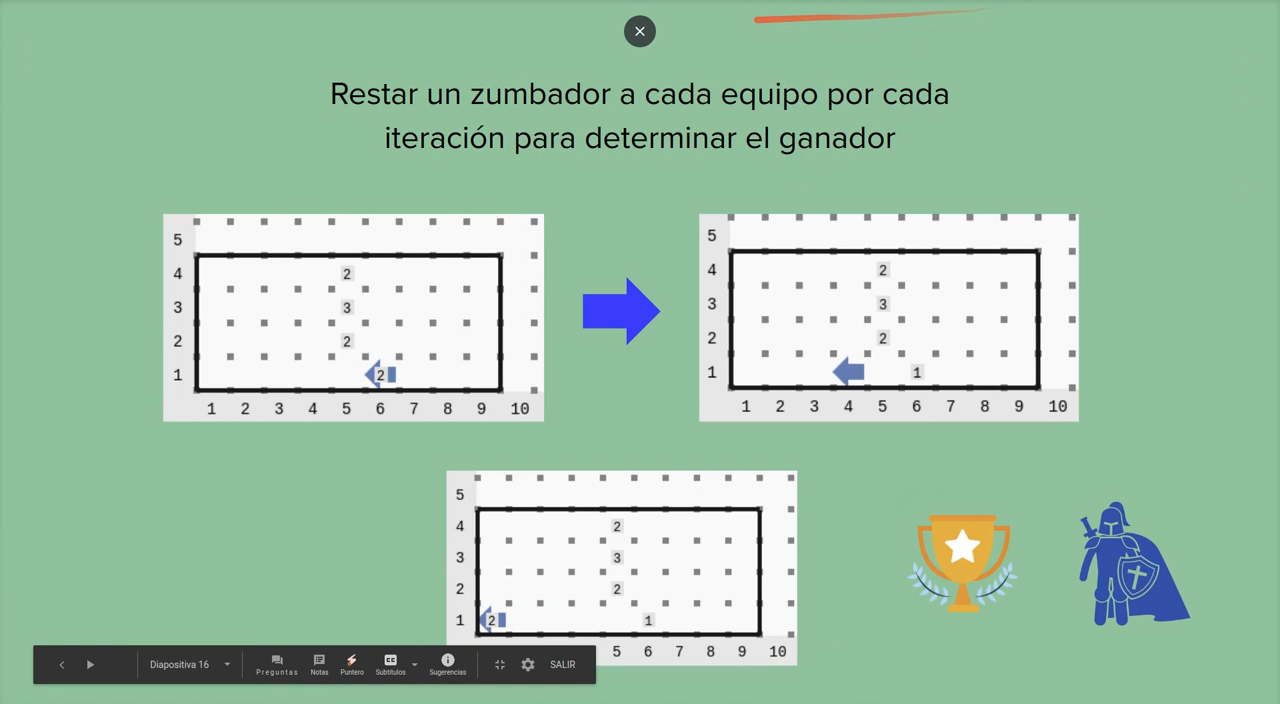 Restar un zumbador a cada equipo por cada
iteración para determinar el ganador
5
4 2
3 3
2 2
1 2
1 2 3 4 5 6 7 8 9 10
5
4 2
3 3
2 2
1 1
1 2 3 4 5 6 7 8 9 10
5
4 2
3 3
2 2
1 2 1
5 6 7 8 9 10
Diapositiva 16
Preguntas Notas Puntero Subtítulos Sugerencias
CC
SALIR